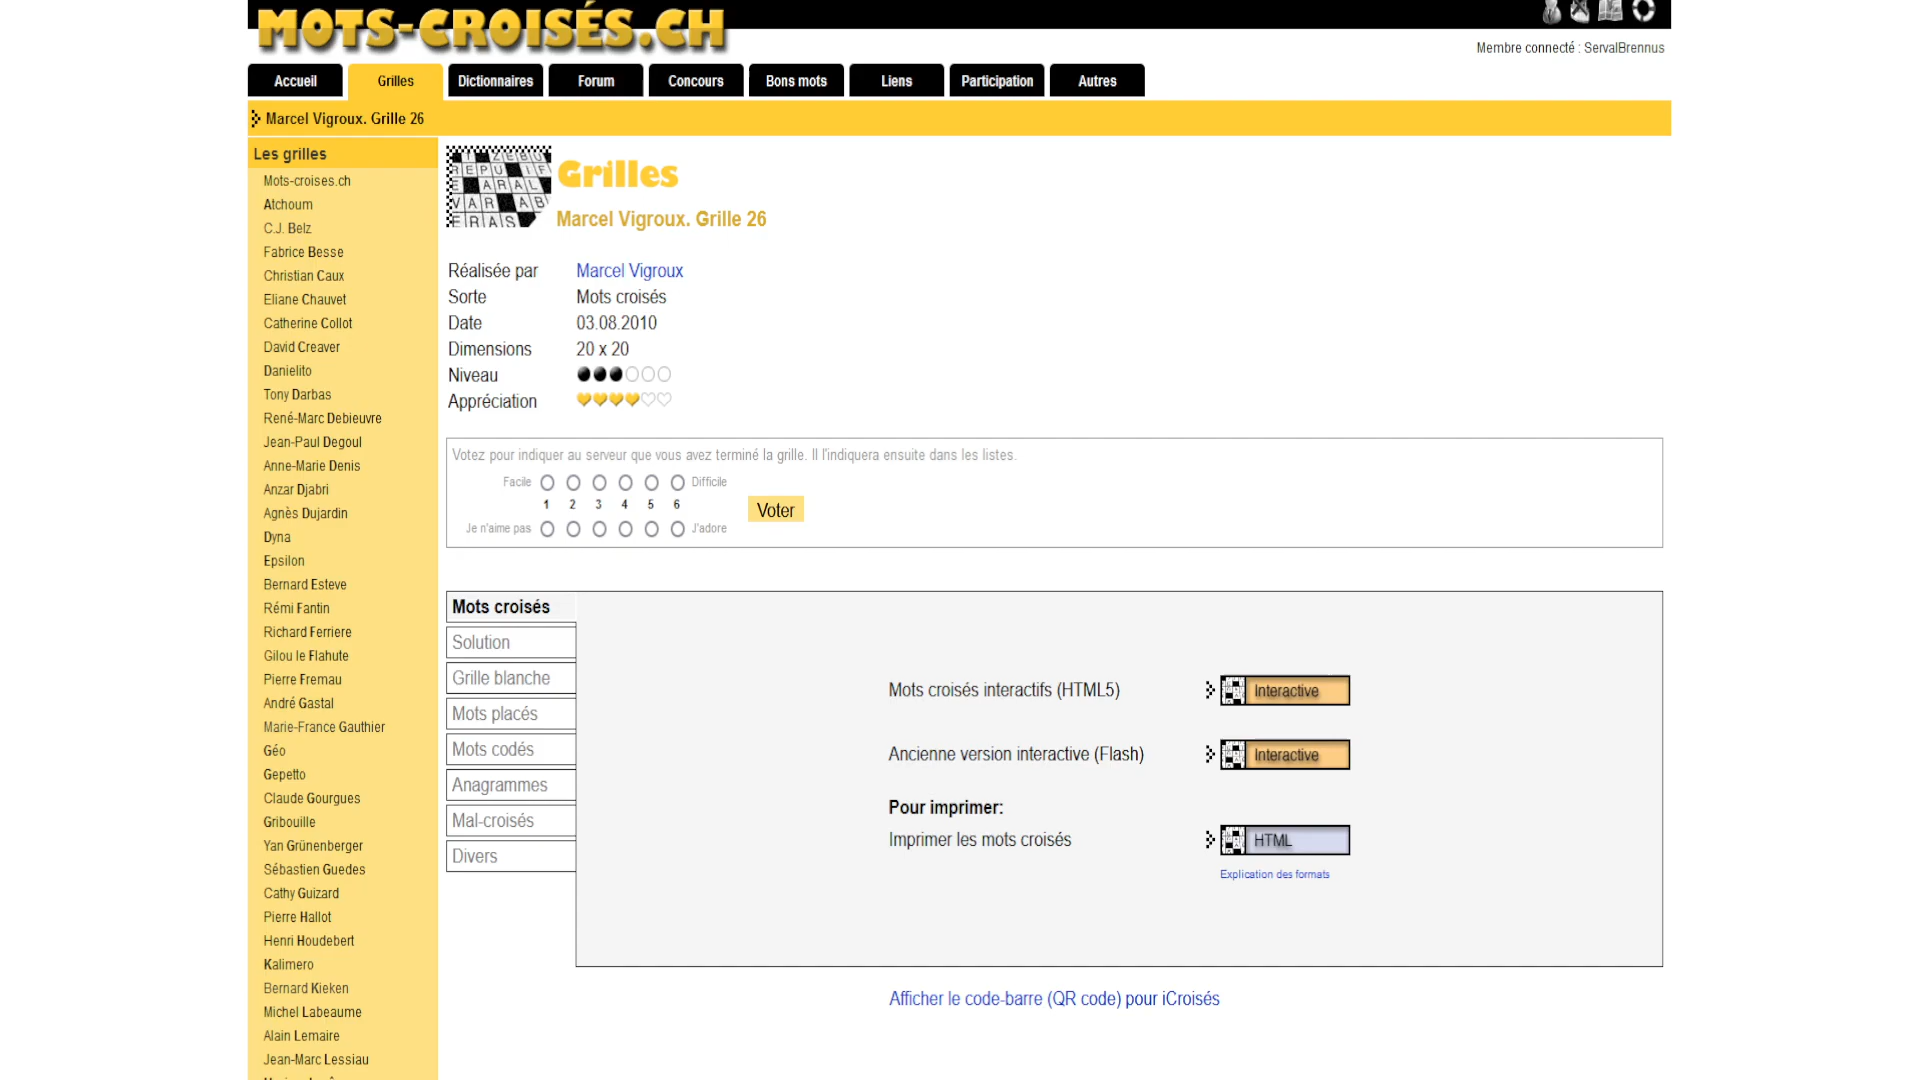 MOTS-CROISÉS.CH
Membre connecté : ServalBrennus
Accueil
Grilles
Dictionnaires
Forum
Concours
Bons mots
Liens
Participation
Autres
Marcel Vigroux. Grille 26
Les grilles
Mots-croises.ch
Atchoum
C.J. Belz
Fabrice Besse
Christian Caux
Eliane Chauvet
Catherine Collot
David Creaver
Danielito
Tony Darbas
René-Marc Debieuvre
Jean-Paul Degoul
Anne-Marie Denis
Anzar Djabri
Agnès Dujardin
Dyna
Epsilon
Bernard Esteve
Rémi Fantin
Richard Ferriere
Gilou le Flahute
Pierre Fremau
André Gastal
Marie-France Gauthier
Géo
Gepetto
Claude Gourgues
Gribouille
Yan Grünenberger
Sébastien Guedes
Cathy Guizard
Pierre Hallot
Henri Houdebert
Kalimero
Bernard Kieken
Michel Labeaume
Alain Lemaire
Jean-Marc Lessiau
Grilles
Marcel Vigroux. Grille 26
Réalisée par Marcel Vigroux
Sorte Mots croisés
Date 03.08.2010
Dimensions 20 x 20
Niveau
Appréciation
Votez pour indiquer au serveur que vous avez terminé la grille. Il l'indiquera ensuite dans les listes.
Facile Difficile
1 2 3 4 5 6
Je n'aime pas J'adore
Voter
Mots croisés
Solution
Grille blanche
Mots placés
Mots codés
Anagrammes
Mal-croisés
Divers
Mots croisés interactifs (HTML5) Interactive
Ancienne version interactive (Flash) Interactive
Pour imprimer:
Imprimer les mots croisés HTML
Explication des formats
Afficher le code-barre (QR code) pour iCroisés